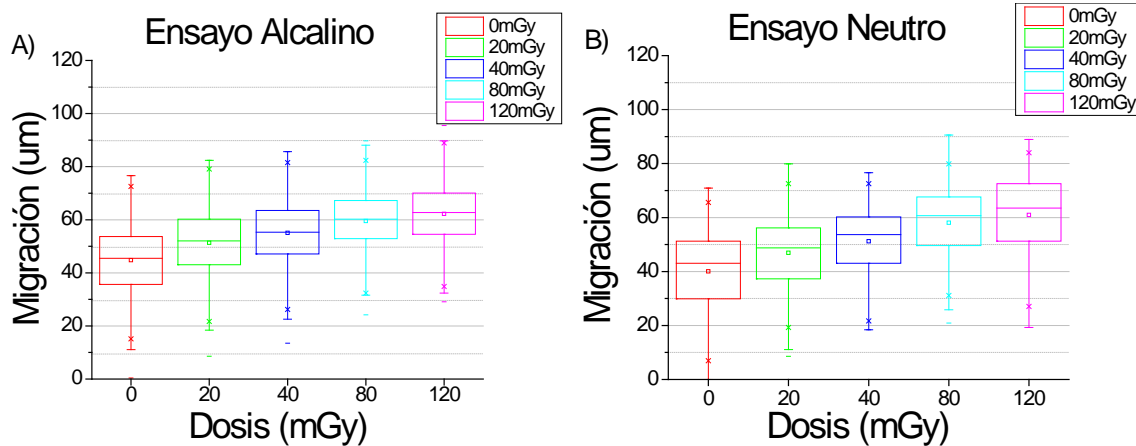 A)
Ensayo Alcalino
0mGy
20mGy
40mGy
80mGy
120mGy
Migración (um)
120
100
80
60
40
20
0
0 20 40 80 120
Dosis (mGy)
B)
Ensayo Neutro
0mGy
20mGy
40mGy
80mGy
120mGy
Migración (um)
120
100
80
60
40
20
0
0 20 40 80 120
Dosis (mGy)